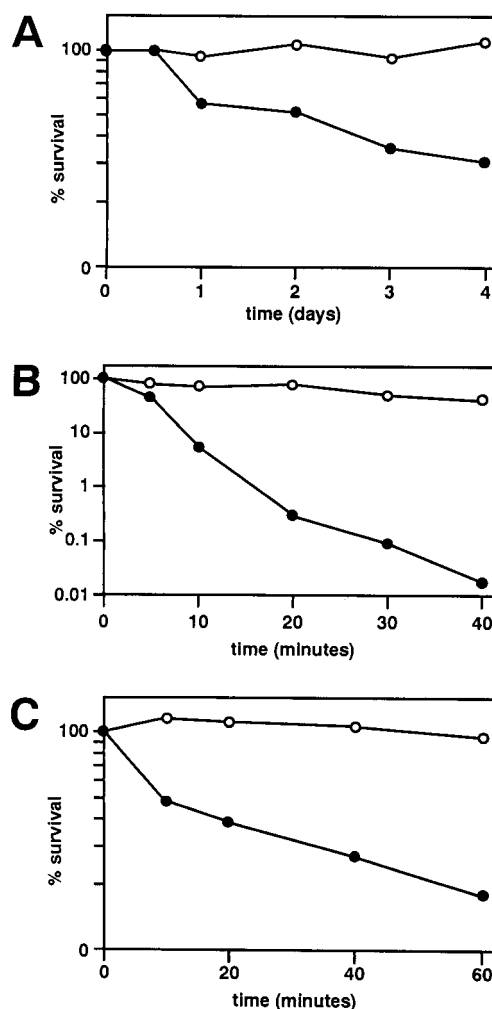 A
100
% survival
0
0 1 2 3 4
time (days)
B
100
10
% survival
1
0.1
0.01
0 10 20 30 40
time (minutes)
C
100
% survival
0
0 20 40 60
time (minutes)